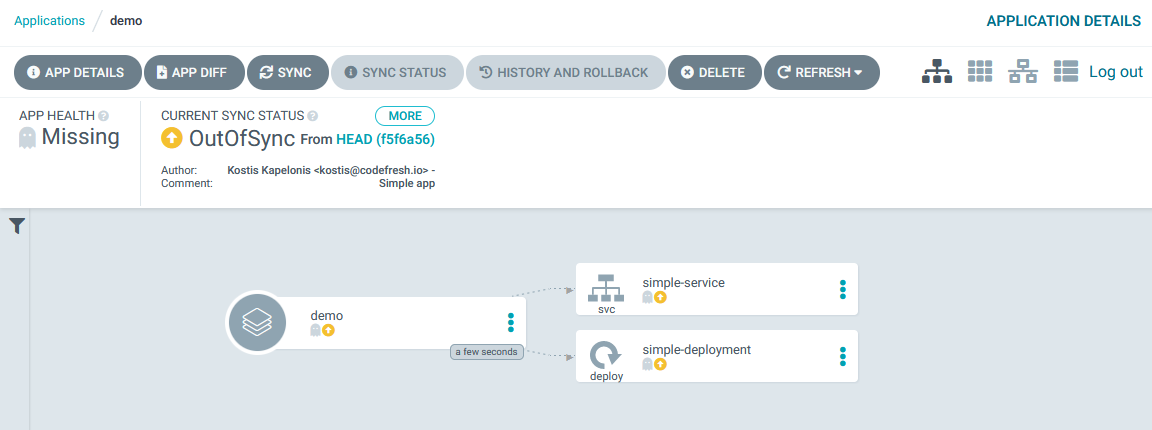 Applications / demo
APPLICATION DETAILS
APP DETAILS APP DIFF SYNC SYNC STATUS HISTORY AND ROLLBACK DELETE REFRESH
Log out
APP HEALTH
Missing
CURRENT SYNC STATUS MORE
OutOfSync From HEAD (f5f6a56)
Author: Kostis Kapelonis <kostis@codefresh.io> -
Comment: Simple app
demo
a few seconds
simple-service
svc
simple-deployment
deploy